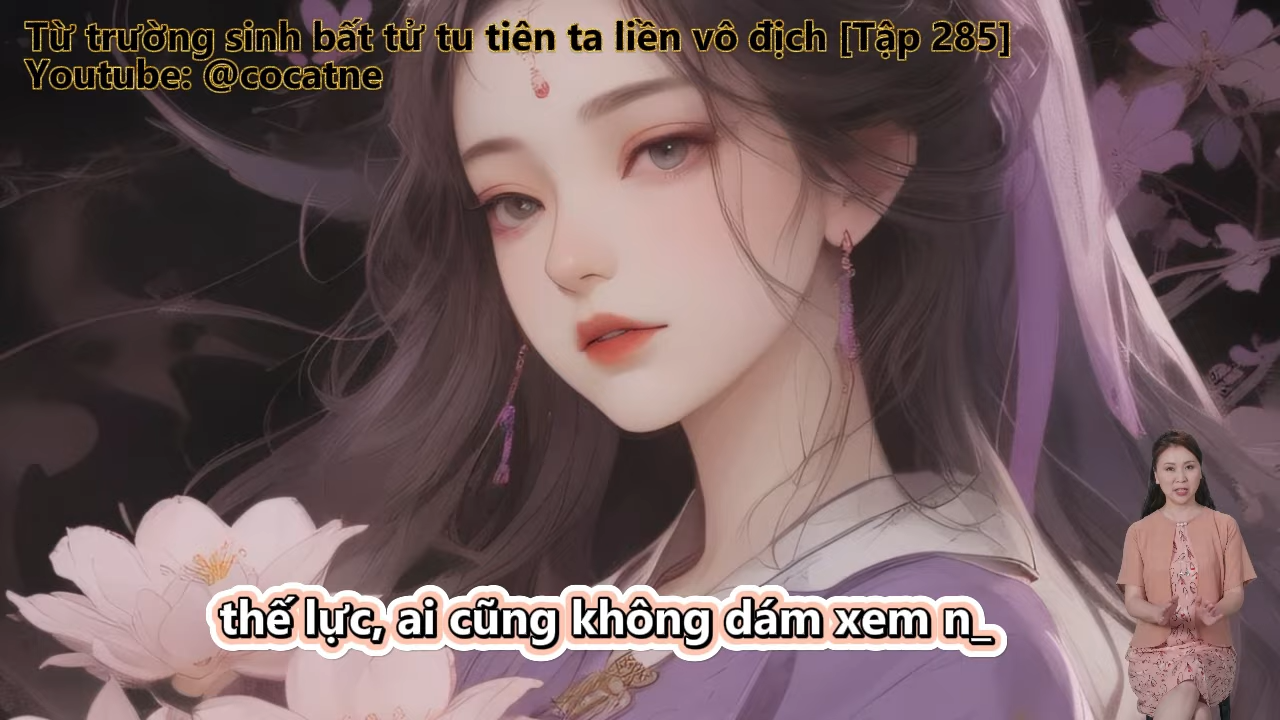 Từ trường sinh bất tử tu tiên ta liền vô địch [Tập 285]
Youtube: @cocatne
thế lực, ai cũng không dám xem n_